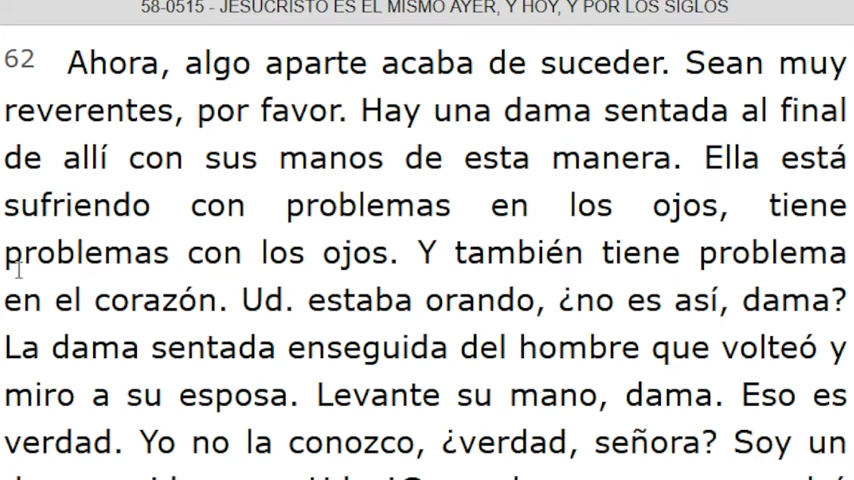 58-0515 - JESUCRISTO ES EL MISMO AYER, Y HOY, Y POR LOS SIGLOS
62 Ahora, algo aparte acaba de suceder. Sean muy
reverentes, por favor. Hay una dama sentada al final
de allí con sus manos de esta manera. Ella está
sufriendo con problemas en los ojos, tiene
problemas con los ojos. Y también tiene problema
en el corazón. Ud. estaba orando, ¿no es así, dama?
La dama sentada enseguida del hombre que volteó y
miro a su esposa. Levante su mano, dama. Eso es
verdad. Yo no la conozco, ¿verdad, señora? Soy un